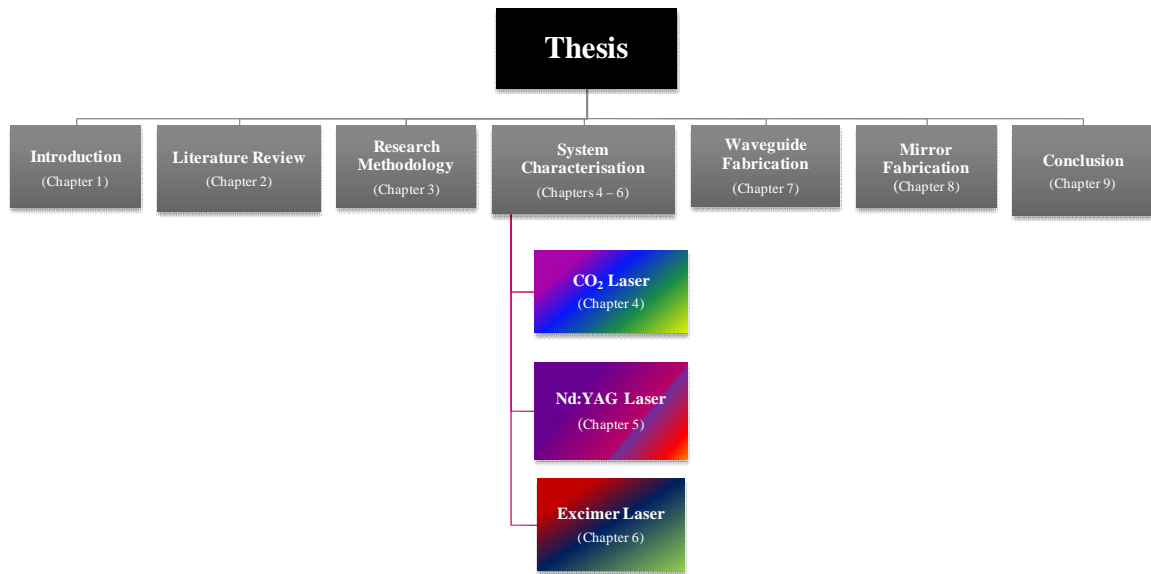 Thesis
Introduction
(Chapter 1)
Literature Review
(Chapter 2)
Research
Methodology
(Chapter 3)
System
Characterisation
(Chapters 4 – 6)
Waveguide
Fabrication
(Chapter 7)
Mirror
Fabrication
(Chapter 8)
Conclusion
(Chapter 9)
CO₂ Laser
(Chapter 4)
Nd:YAG Laser
(Chapter 5)
Excimer Laser
(Chapter 6)